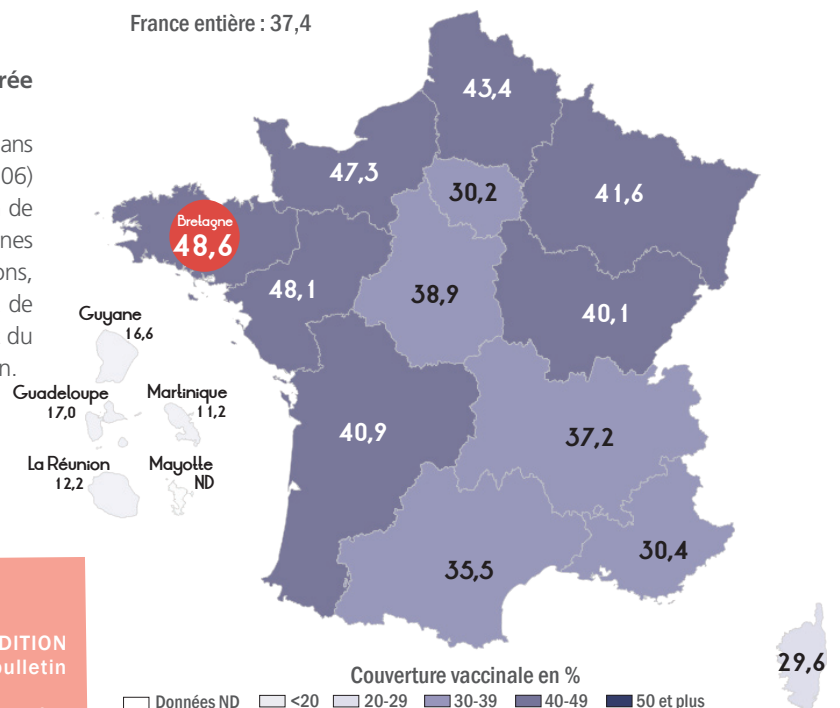 France entière : 37,4
rée
ans
06)
de
nes
ons,
de
du
n.
43,4
47,3
30,2
41,6
Bretagne
48,6
48,1
38,9
40,1
Guyane
16,6
Guadeloupe
17,0
Martinique
11,2
40,9
37,2
La Réunion
12,2
Mayotte
ND
35,5
30,4
DITION
ulletin
29,6
Couverture vaccinale en %
Données ND <20 20-29 30-39 40-49 50 et plus